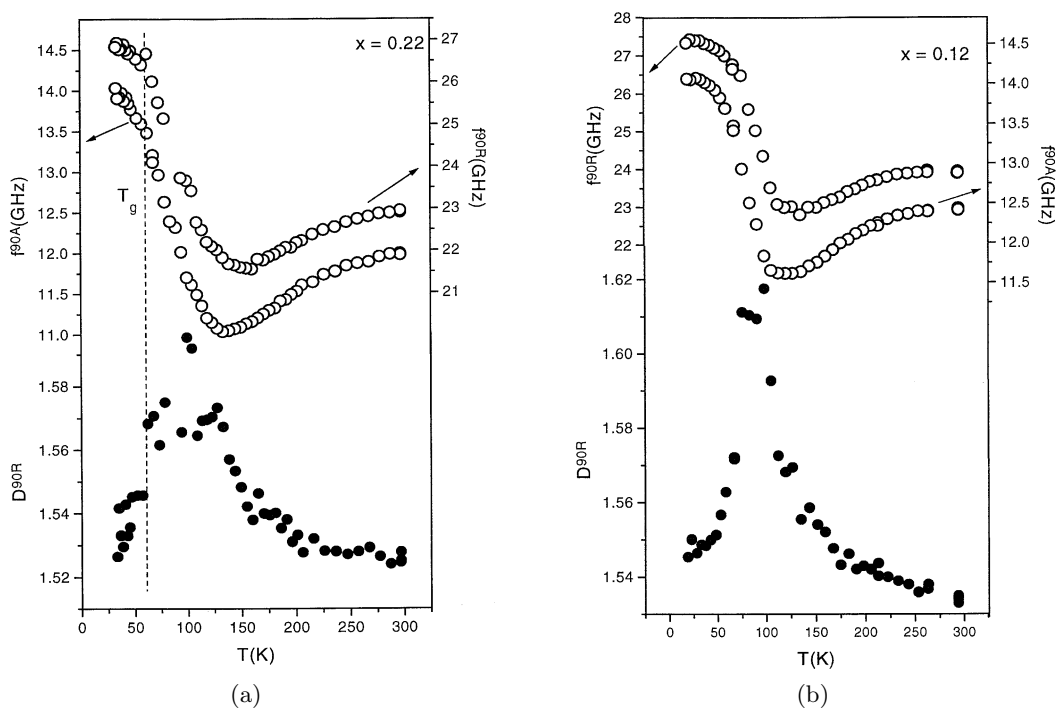 x = 0.22
f90A(GHz)
14.5
14.0
13.5
13.0
12.5
12.0
11.5
11.0
D90R
1.58
1.56
1.54
1.52
f90R(GHz)
27
26
25
24
23
22
21
Tg
0 50 100 150 200 250 300
T(K)
(a)
x = 0.12
f90R(GHz)
28
27
26
25
24
23
22
D90R
1.62
1.60
1.58
1.56
1.54
f90A(GHz)
14.5
14.0
13.5
13.0
12.5
12.0
11.5
0 50 100 150 200 250 300
T(K)
(b)